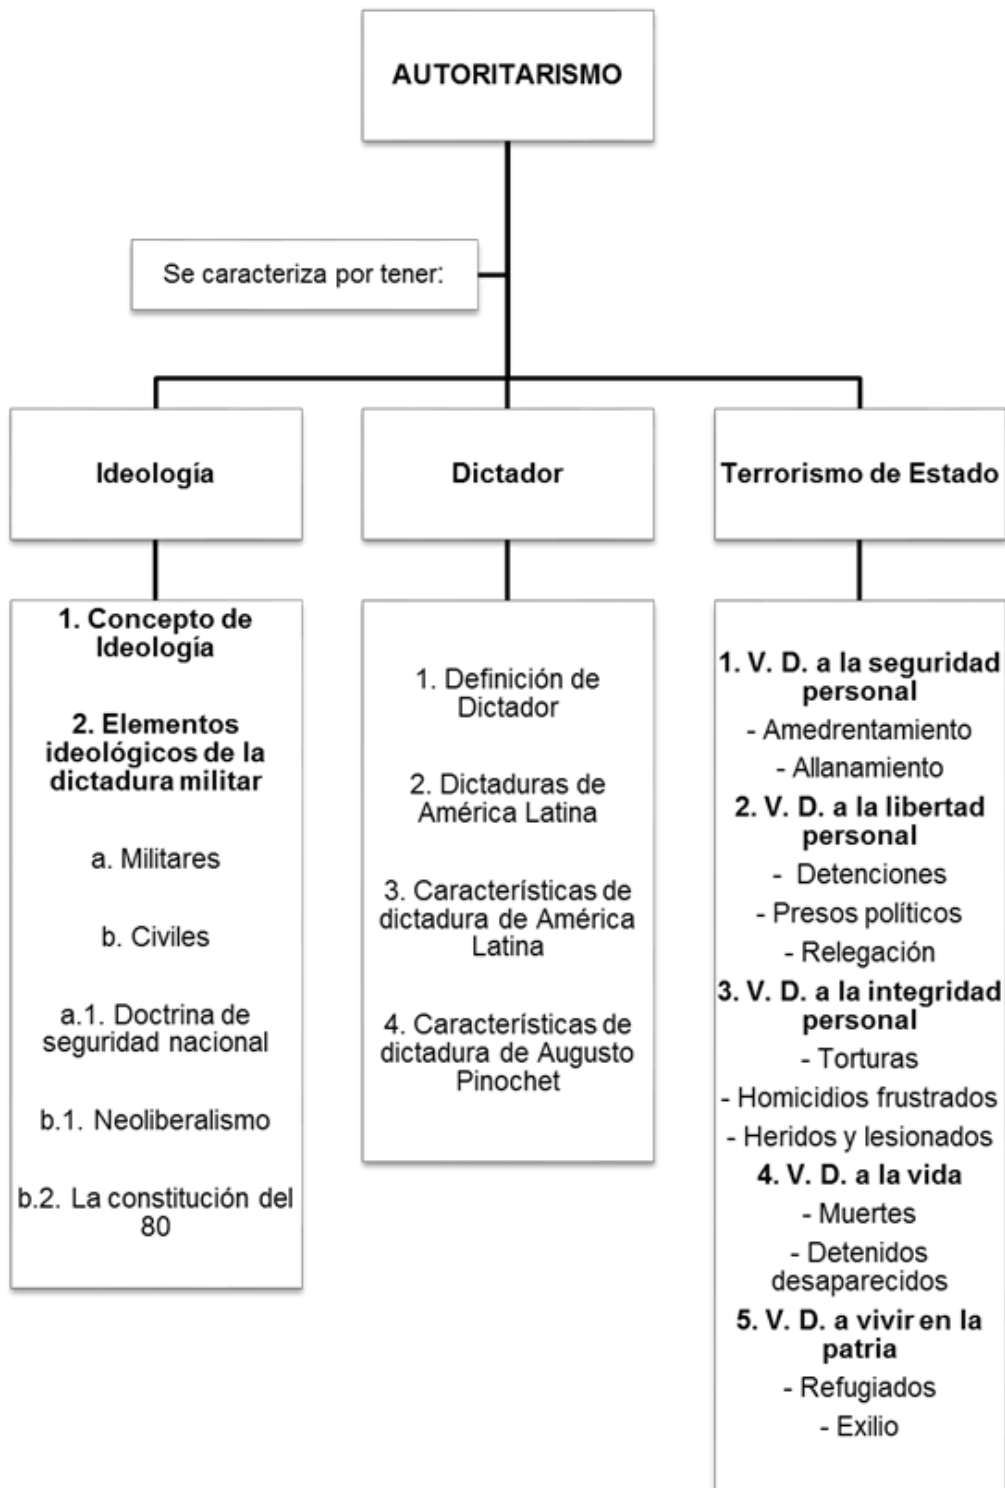 AUTORITARISMO
Se caracteriza por tener:
Ideología
1. Concepto de
Ideología
2. Elementos
ideológicos de la
dictadura militar
a. Militares
b. Civiles
a.1. Doctrina de
seguridad nacional
b.1. Neoliberalismo
b.2. La constitución del
80
Dictador
1. Definición de
Dictador
2. Dictaduras de
América Latina
3. Característícas de
dictadura de América
Latina
4. Característícas de
dictadura de Augusto
Pinochet
Terrorismo de Estado
1. V. D. a la seguridad
personal
- Amedrentamiento
- Allanamiento
2. V. D. a la libertad
personal
- Detenciones
- Presos políticos
- Relegación
3. V. D. a la integridad
personal
- Torturas
- Homicidios frustrados
- Heridos y lesionados
4. V. D. a la vida
- Muertes
- Detenidos
desaparecidos
5. V. D. a vivir en la
patria
- Refugiados
- Exilio